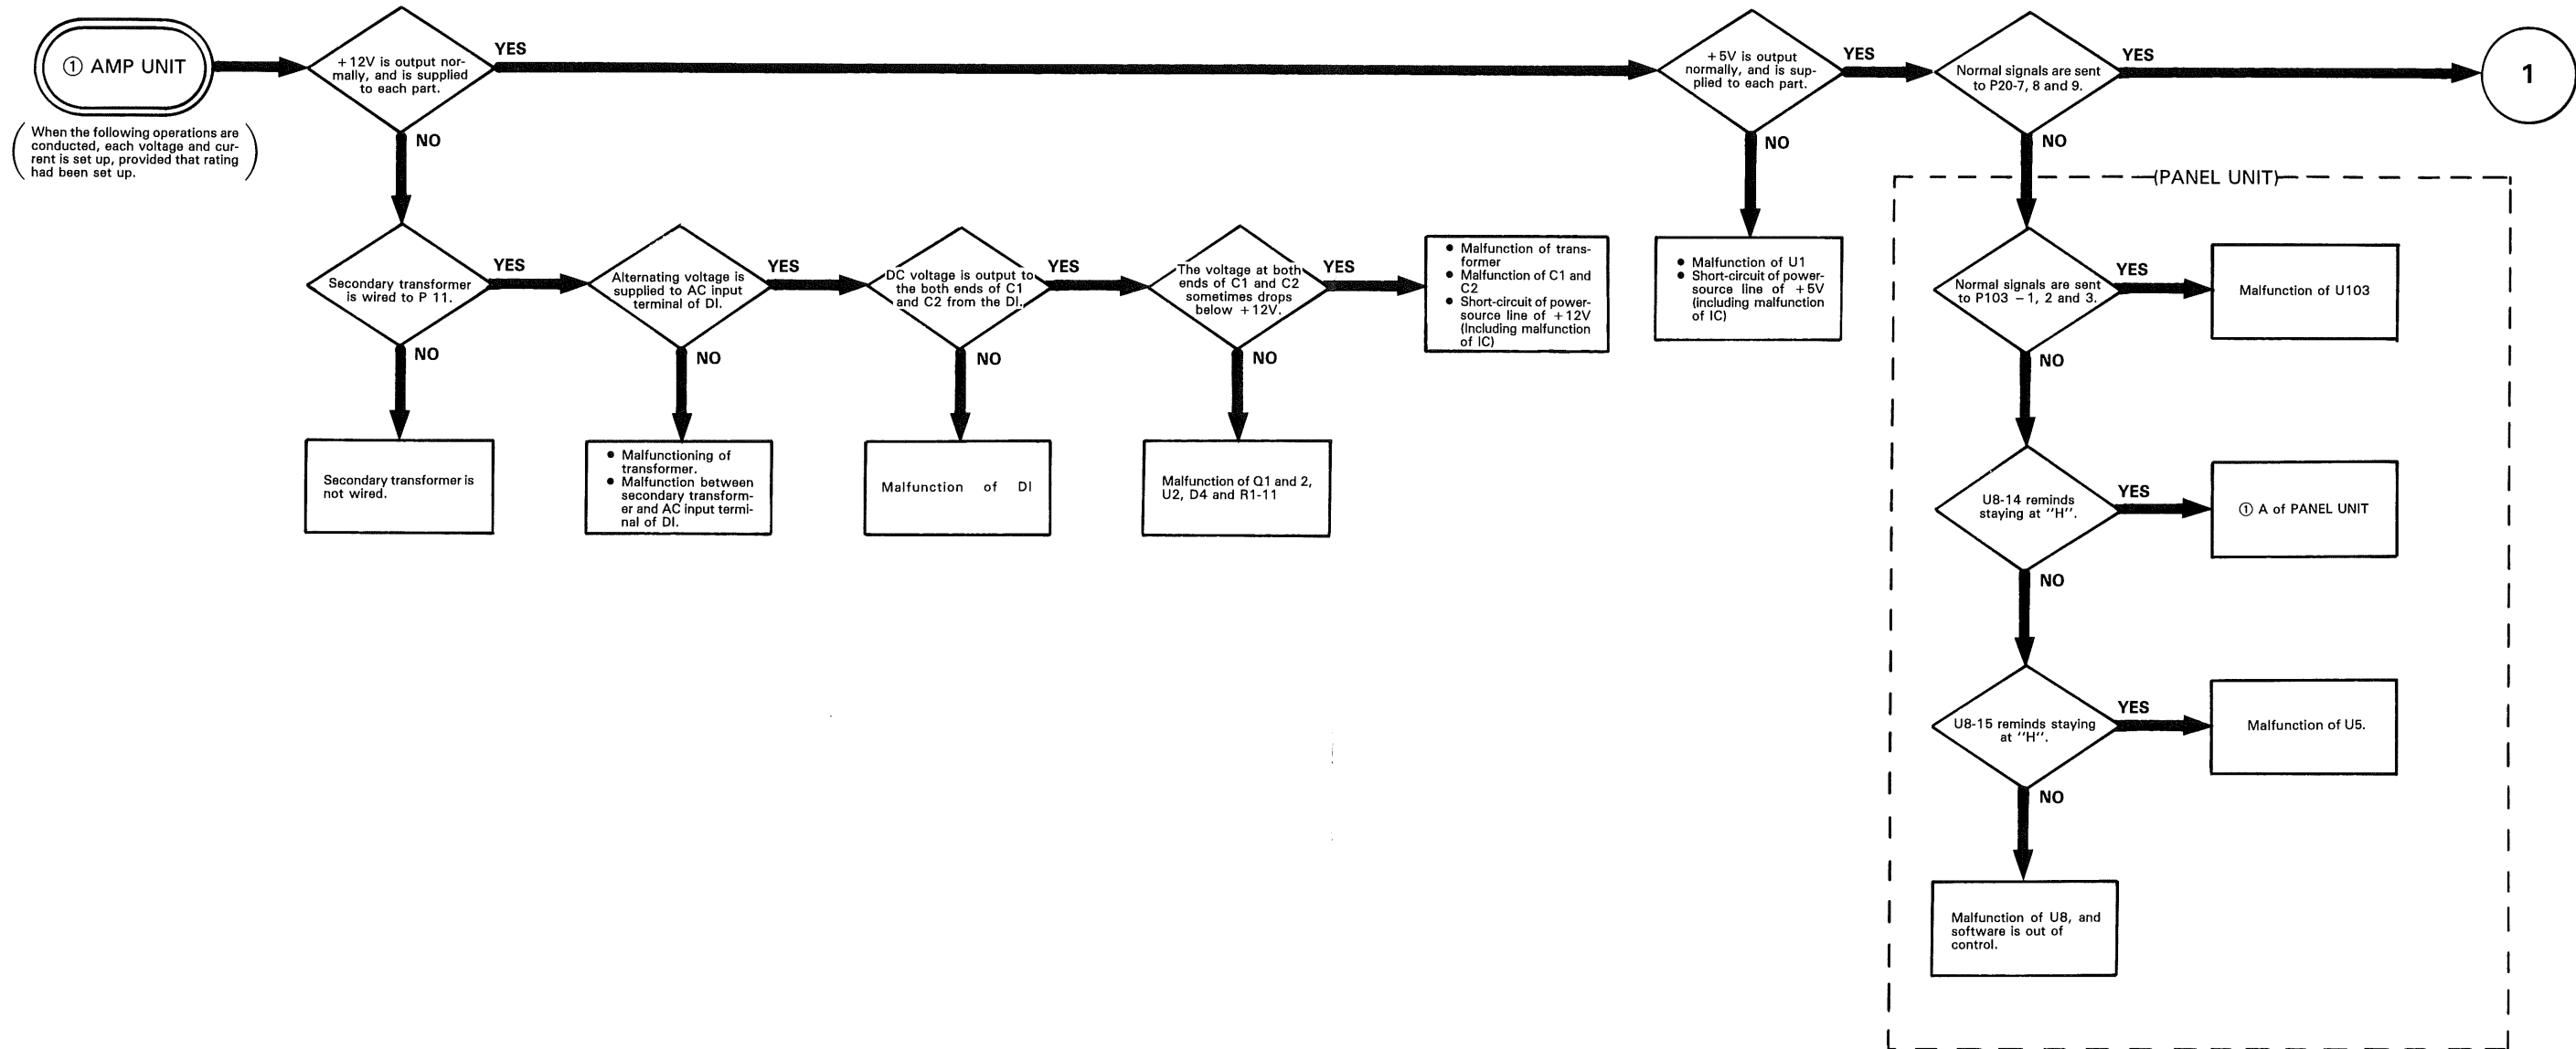 ① AMP UNIT
(When the following operations are
conducted, each voltage and cur-
rent is set up, provided that rating
had been set up.)
+12V is output nor-
mally, and is supplied
to each part.
YES
NO
+5V is output
normally, and is sup-
plied to each part.
YES
NO
Normal signals are sent
to P20-7, 8 and 9.
YES
NO
1
Secondary transformer
is wired to P 11.
YES
NO
Alternating voltage is
supplied to AC input
terminal of DI.
YES
NO
DC voltage is output to
the both ends of C1
and C2 from the DI.
YES
NO
The voltage at both
ends of C1 and C2
sometimes drops
below +12V.
YES
NO
● Malfunction of trans-
former
● Malfunction of C1 and
C2
● Short-circuit of power-
source line of +12V
(Including malfunction
of IC)
● Malfunction of U1
● Short-circuit of power-
source line of +5V
(including malfunction
of IC)
Secondary transformer is
not wired.
● Malfunctioning of
transformer.
● Malfunction between
secondary transform-
er and AC input termi-
nal of DI.
Malfunction of DI
Malfunction of Q1 and 2,
U2, D4 and R1-11
(PANEL UNIT)
Normal signals are sent
to P103 – 1, 2 and 3.
YES
NO
Malfunction of U103
U8-14 reminds
staying at "H".
YES
NO
① A of PANEL UNIT
U8-15 reminds staying
at "H".
YES
NO
Malfunction of U5.
Malfunction of U8, and
software is out of
control.